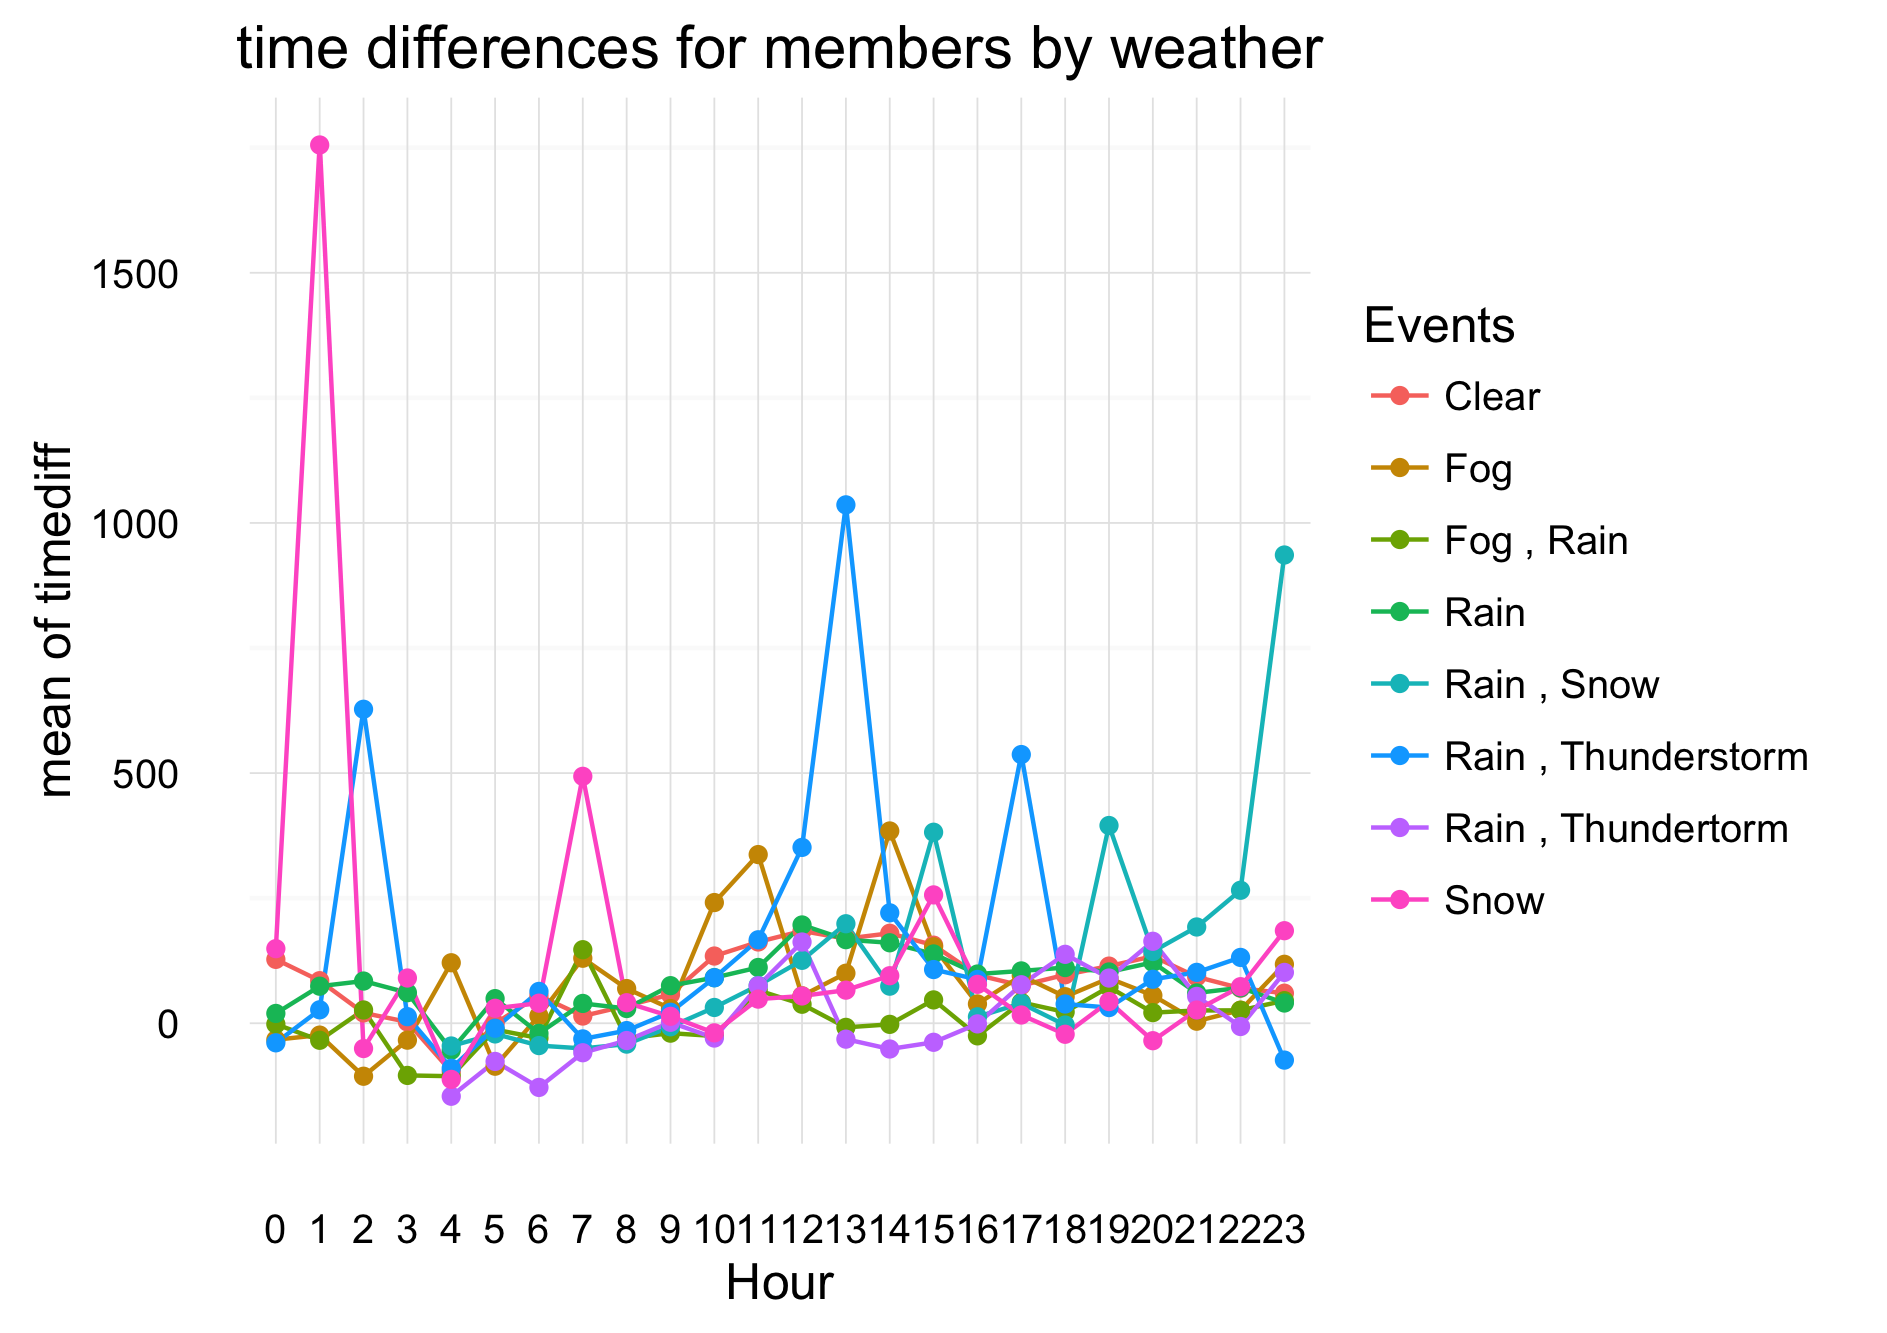 time differences for members by weather
mean of timediff
1500
1000
500
0
0 1 2 3 4 5 6 7 8 9 10 11 12 13 14 15 16 17 18 19 20 21 22 23
Hour
Events
Clear
Fog
Fog , Rain
Rain
Rain , Snow
Rain , Thunderstorm
Rain , Thundertorm
Snow